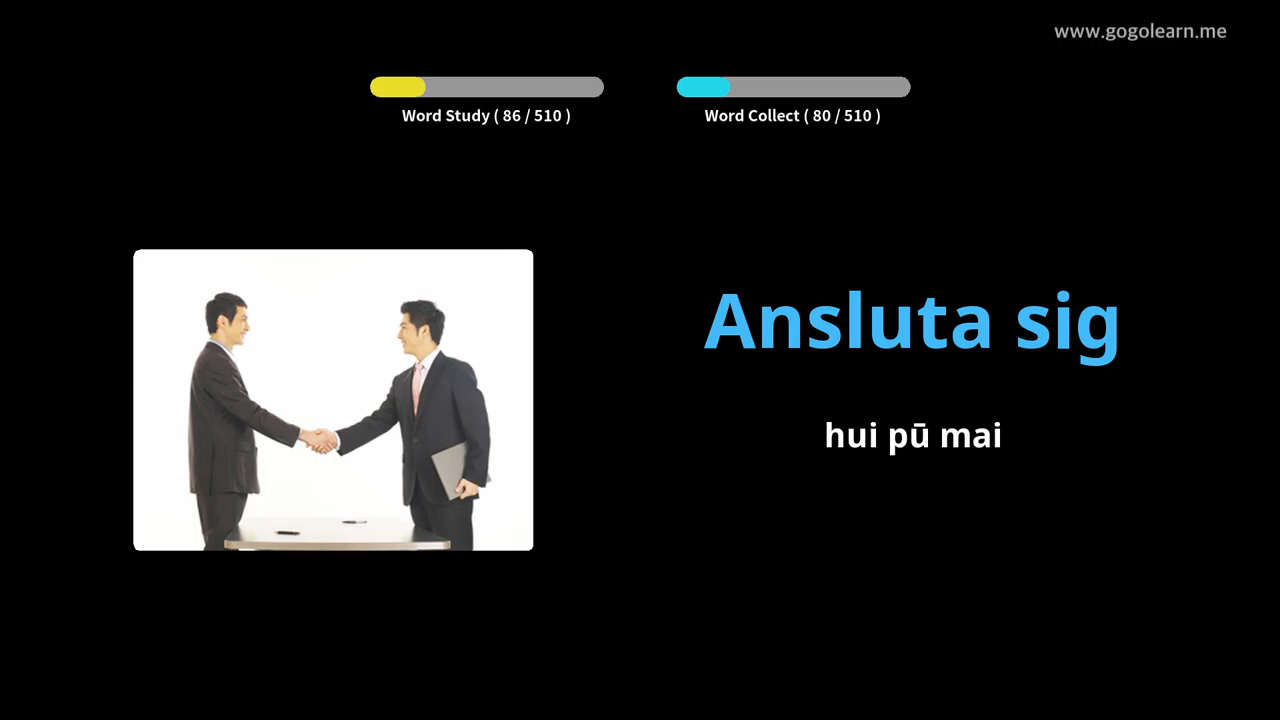 www.gogolearn.me
Word Study ( 86 / 510 )
Word Collect ( 80 / 510 )
Ansluta sig
hui pū mai